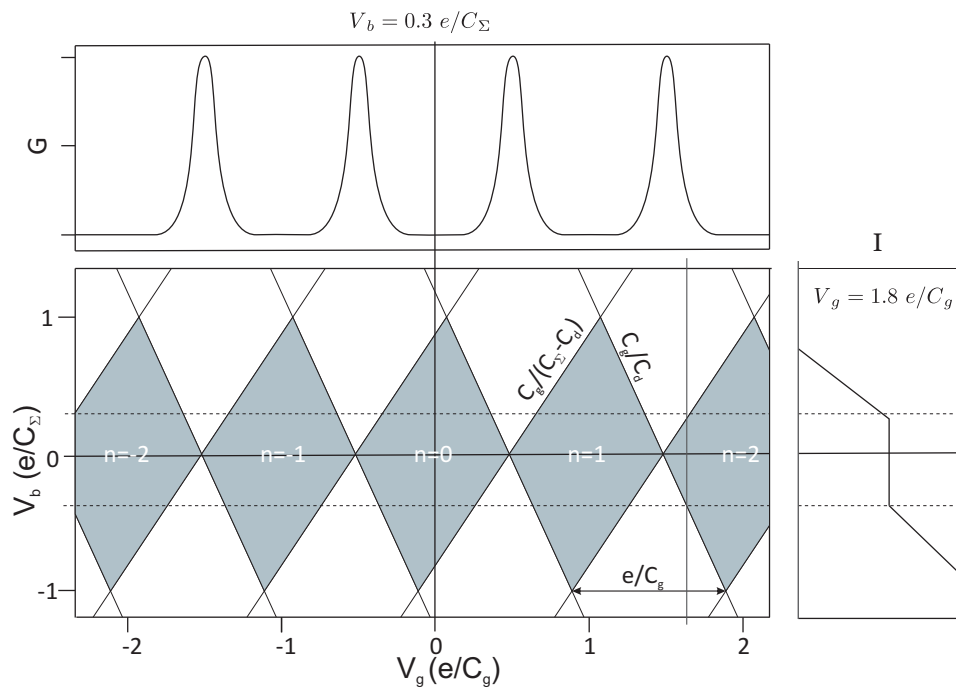 V_b = 0.3 e/C_Σ
G
I
V_g = 1.8 e/C_g
V_b (e/C_Σ)
1
0
-1
C_g/(C_Σ-C_d)
C_g/C_d
n=-2
n=-1
n=0
n=1
n=2
e/C_g
-2
-1
0
1
2
V_g (e/C_g)